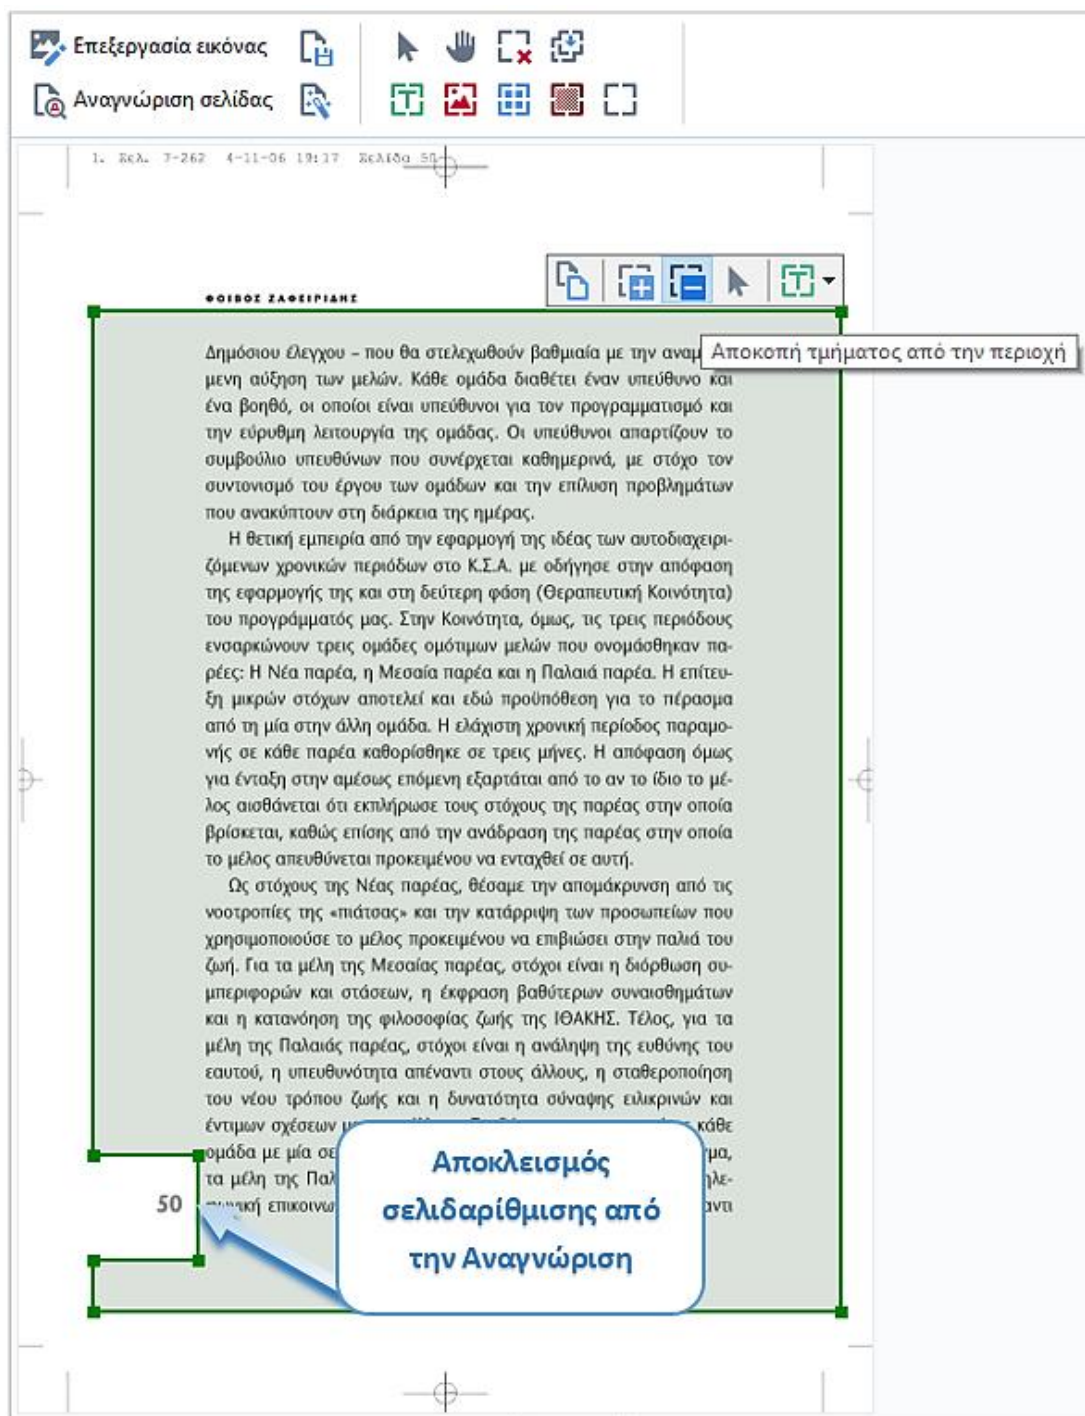 Επεξεργασία εικόνας
Αναγνώριση σελίδας
1. Σελ. 7-262 4-11-06 19:17 Σελίδα 50
ΦΟΙΒΟΣ ΖΑΦΕΙΡΙΔΗΣ
Αποκοπή τμήματος από την περιοχή
Δημόσιου έλεγχου – που θα στελεχωθούν βαθμιαία με την
μενη αύξηση των μελών. Κάθε ομάδα διαθέτει έναν υπεύθυνο και
ένα βοηθό, οι οποίοι είναι υπεύθυνοι για τον προγραμματισμό και
την εύρυθμη λειτουργία της ομάδας. Οι υπεύθυνοι απαρτίζουν το
συμβούλιο υπευθύνων που συνέρχεται καθημερινά, με στόχο τον
συντονισμό του έργου των ομάδων και την επίλυση προβλημάτων
που ανακύπτουν στη διάρκεια της ημέρας.
Η θετική εμπειρία από την εφαρμογή της ιδέας των αυτοδιαχειρι-
ζόμενων χρονικών περιόδων στο Κ.Σ.Α. με οδήγησε στην απόφαση
της εφαρμογής της και στη δεύτερη φάση (Θεραπευτική Κοινότητα)
του προγράμματός μας. Στην Κοινότητα, όμως, τις τρεις περιόδους
ενσαρκώνουν τρεις ομάδες ομότιμων μελών που ονομάσθηκαν πα-
ρέες: Η Νέα παρέα, η Μεσαία παρέα και η Παλαιά παρέα. Η επίτευ-
ξη μικρών στόχων αποτελεί και εδώ προϋπόθεση για το πέρασμα
από τη μία στην άλλη ομάδα. Η ελάχιστη χρονική περίοδος παραμο-
νής σε κάθε παρέα καθορίσθηκε σε τρεις μήνες. Η απόφαση όμως
για ένταξη στην αμέσως επόμενη εξαρτάται από το αν το ίδιο το μέ-
λος αισθάνεται ότι εκπλήρωσε τους στόχους της παρέας στην οποία
βρίσκεται, καθώς επίσης από την ανάδραση της παρέας στην οποία
το μέλος απευθύνεται προκειμένου να ενταχθεί σε αυτή.
Ως στόχους της Νέας παρέας, θέσαμε την απομάκρυνση από τις
νοοτροπίες της «πιάτσας» και την κατάρριψη των προσωπείων που
χρησιμοποιούσε το μέλος προκειμένου να επιβιώσει στην παλιά του
ζωή. Για τα μέλη της Μεσαίας παρέας, στόχοι είναι η διόρθωση συ-
μπεριφορών και στάσεων, η έκφραση βαθύτερων συναισθημάτων
και η κατανόηση της φιλοσοφίας ζωής της ΙΘΑΚΗΣ. Τέλος, για τα
μέλη της Παλαιάς παρέας, στόχοι είναι η ανάληψη της ευθύνης του
εαυτού, η υπευθυνότητα απέναντι στους άλλους, η σταθεροποίηση
του νέου τρόπου ζωής και η δυνατότητα σύναψης ειλικρινών και
έντιμων σχέσεων κάθε
ομάδα με μία
τα μέλη της
50
Αποκλεισμός
σελιδαρίθμισης από
την Αναγνώριση